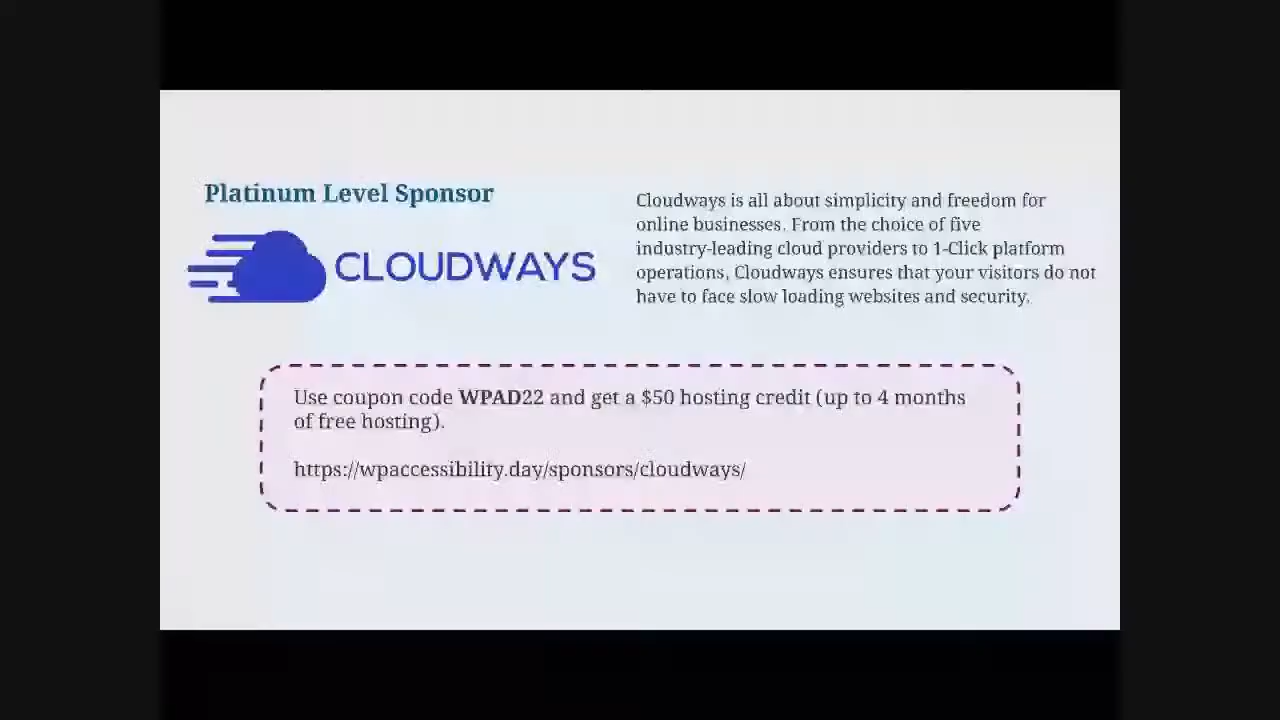 Platinum Level Sponsor
CLOUDWAYS
Cloudways is all about simplicity and freedom for
online businesses. From the choice of five
industry-leading cloud providers to 1-Click platform
operations, Cloudways ensures that your visitors do not
have to face slow loading websites and security.
Use coupon code WPAD22 and get a $50 hosting credit (up to 4 months
of free hosting).
https://wpaccessibility.day/sponsors/cloudways/